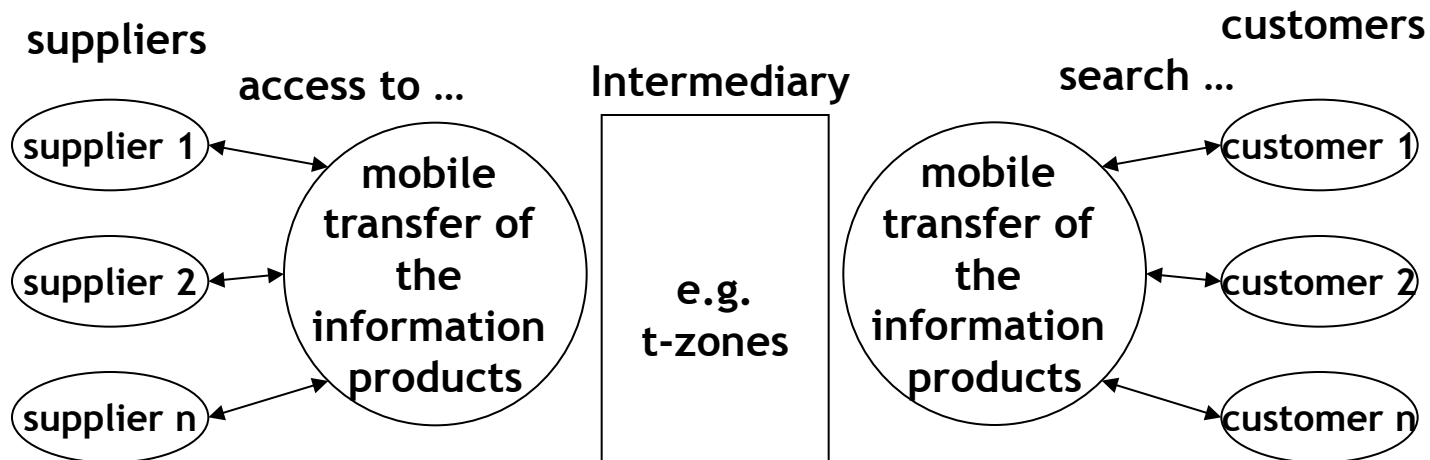 suppliers
customers
access to …
Intermediary
search …
supplier 1
mobile
transfer of
the
information
products
supplier 2
supplier n
e.g.
t-zones
mobile
transfer of
the
information
products
customer 1
customer 2
customer n